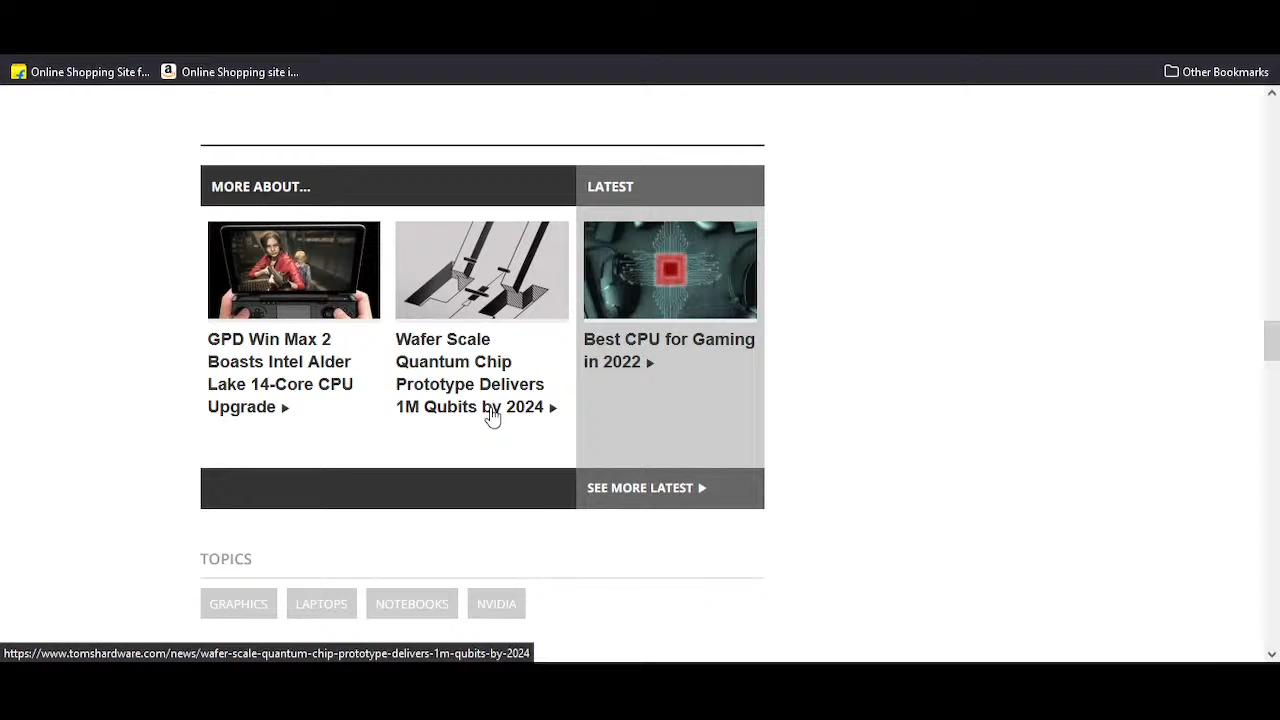 Online Shopping Site f... Online Shopping site i... Other Bookmarks
MORE ABOUT...
LATEST
GPD Win Max 2
Boasts Intel Alder
Lake 14-Core CPU
Upgrade
Wafer Scale
Quantum Chip
Prototype Delivers
1M Qubits by 2024
Best CPU for Gaming
in 2022
SEE MORE LATEST
TOPICS
GRAPHICS LAPTOPS NOTEBOOKS NVIDIA
https://www.tomshardware.com/news/wafer-scale-quantum-chip-prototype-delivers-1m-qubits-by-2024